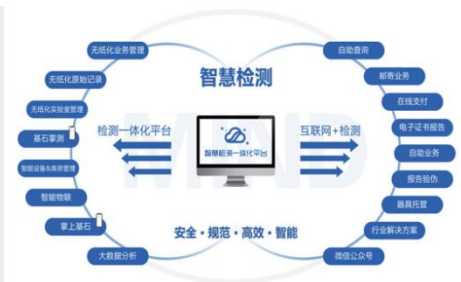 无纸化业务管理
无纸化原始记录
无纸化实验室管理
基石掌测
智能设备&库房管理
智能物联
掌上基石
大数据分析
智慧检测
检测一体化平台
互联网+检测
智慧检测一体化平台
安全·规范·高效·智能
自助查询
邮寄业务
在线支付
电子证书报告
自助业务
报告验伪
器具托管
行业解决方案
微信公众号
MIND